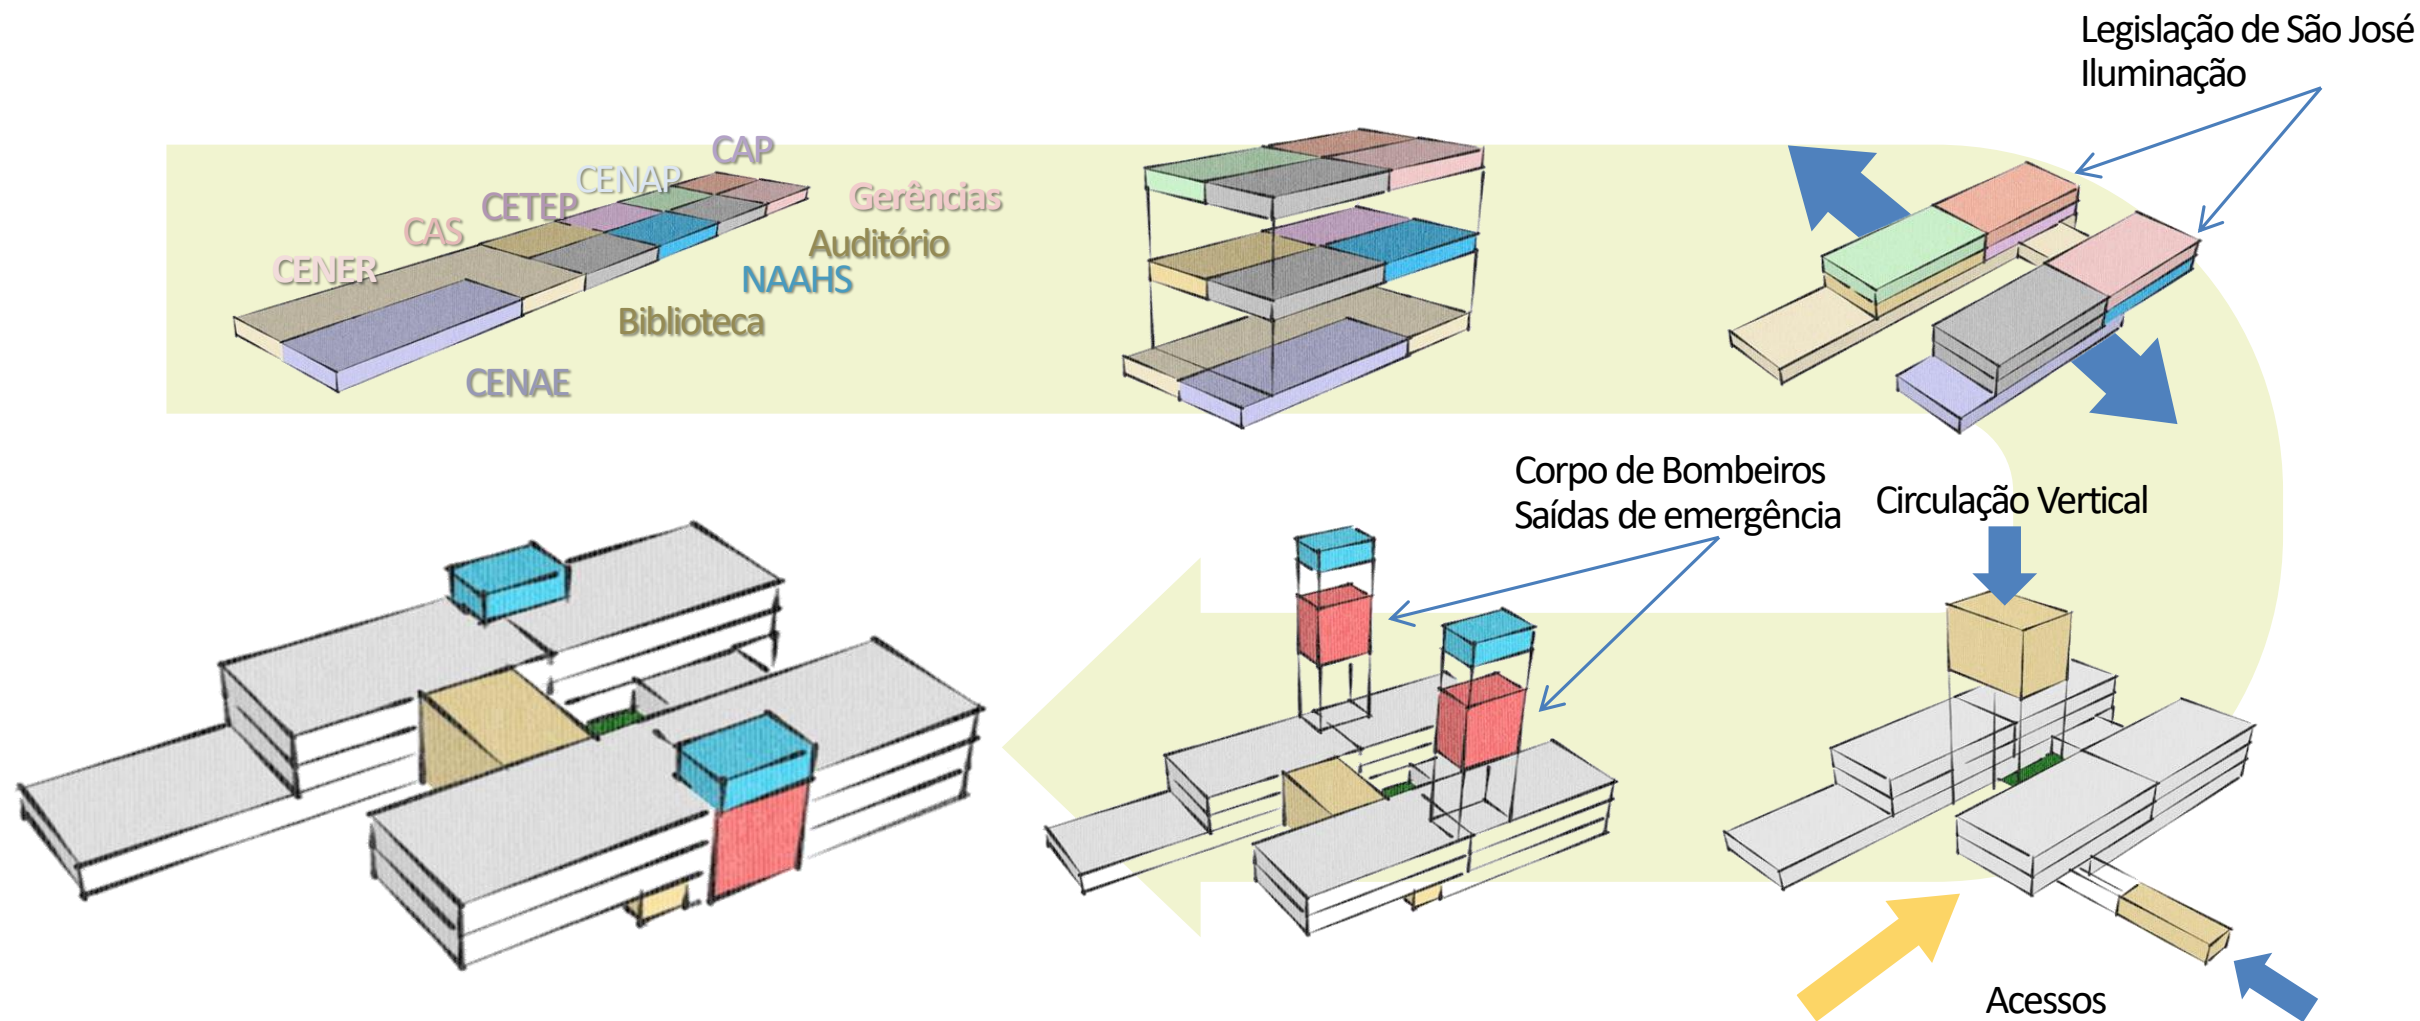 Legislação de São José
Iluminação
CAP
CENAP
CETEP
CAS
CENER
Gerências
Auditório
NAAHS
Biblioteca
CENAE
Corpo de Bombeiros
Saídas de emergência
Circulação Vertical
Acessos